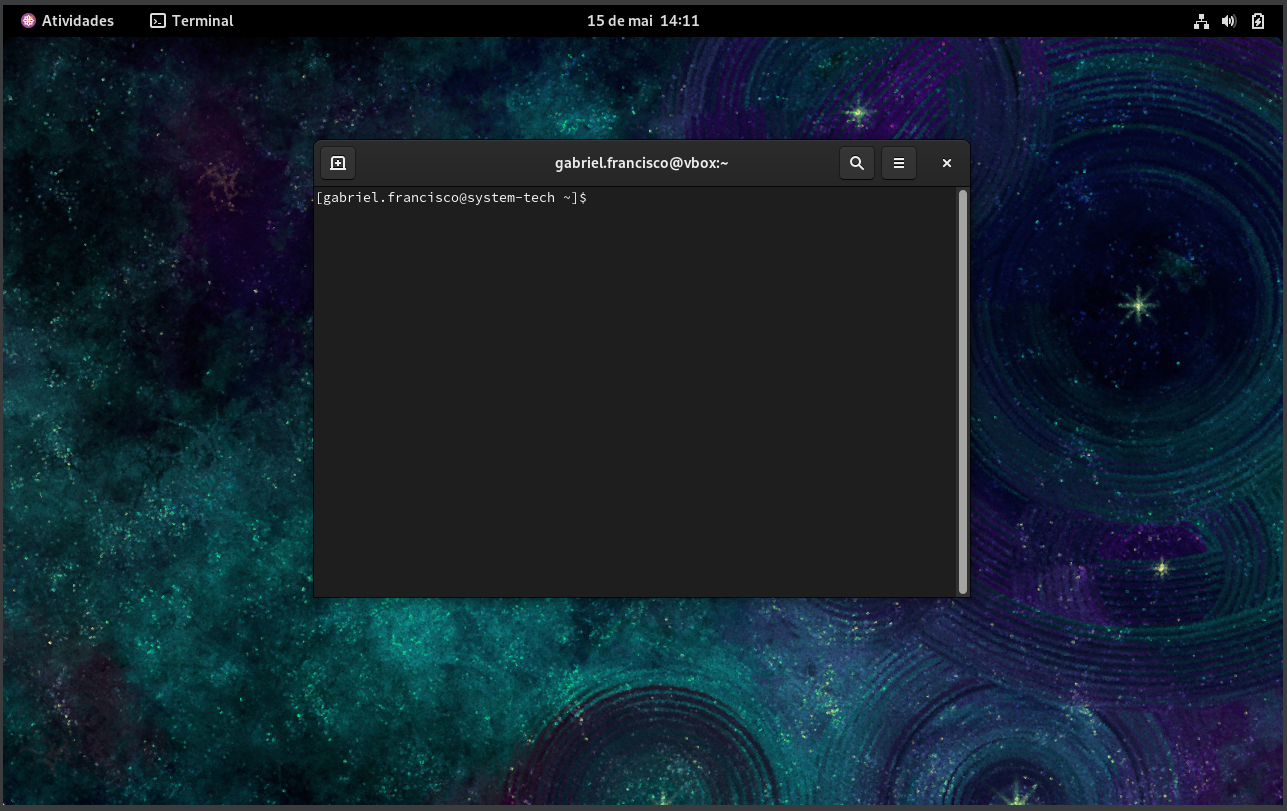 Atividades Terminal 15 de mai 14:11
gabriel.francisco@vbox:~
[gabriel.francisco@system-tech ~]$